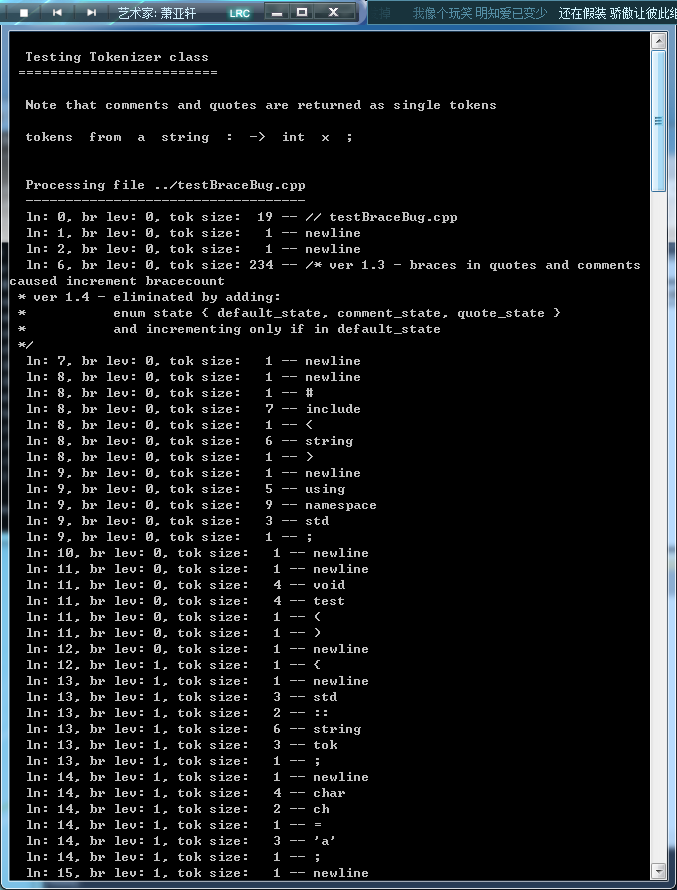 艺术家: 萧亚轩 LRC
我像个玩笑 明知爱已变少 还在假装 骄傲让彼此
Testing Tokenizer class
=========================
Note that comments and quotes are returned as single tokens
tokens from a string : -> int x ;
Processing file ../testBraceBug.cpp
-----------------------------------
ln: 0, br lev: 0, tok size: 19 -- // testBraceBug.cpp
ln: 1, br lev: 0, tok size: 1 -- newline
ln: 2, br lev: 0, tok size: 1 -- newline
ln: 6, br lev: 0, tok size: 234 -- /* ver 1.3 - braces in quotes and comments
caused increment bracecount
* ver 1.4 - eliminated by adding:
* enum state { default_state, comment_state, quote_state }
* and incrementing only if in default_state
*/
ln: 7, br lev: 0, tok size: 1 -- newline
ln: 8, br lev: 0, tok size: 1 -- newline
ln: 8, br lev: 0, tok size: 1 -- #
ln: 8, br lev: 0, tok size: 7 -- include
ln: 8, br lev: 0, tok size: 1 -- <
ln: 8, br lev: 0, tok size: 6 -- string
ln: 8, br lev: 0, tok size: 1 -- >
ln: 9, br lev: 0, tok size: 1 -- newline
ln: 9, br lev: 0, tok size: 5 -- using
ln: 9, br lev: 0, tok size: 9 -- namespace
ln: 9, br lev: 0, tok size: 3 -- std
ln: 9, br lev: 0, tok size: 1 -- ;
ln: 10, br lev: 0, tok size: 1 -- newline
ln: 11, br lev: 0, tok size: 1 -- newline
ln: 11, br lev: 0, tok size: 4 -- void
ln: 11, br lev: 0, tok size: 4 -- test
ln: 11, br lev: 0, tok size: 1 -- (
ln: 11, br lev: 0, tok size: 1 -- )
ln: 12, br lev: 0, tok size: 1 -- newline
ln: 12, br lev: 1, tok size: 1 -- {
ln: 13, br lev: 1, tok size: 1 -- newline
ln: 13, br lev: 1, tok size: 3 -- std
ln: 13, br lev: 1, tok size: 2 -- ::
ln: 13, br lev: 1, tok size: 6 -- string
ln: 13, br lev: 1, tok size: 3 -- tok
ln: 13, br lev: 1, tok size: 1 -- ;
ln: 14, br lev: 1, tok size: 1 -- newline
ln: 14, br lev: 1, tok size: 4 -- char
ln: 14, br lev: 1, tok size: 2 -- ch
ln: 14, br lev: 1, tok size: 1 -- =
ln: 14, br lev: 1, tok size: 3 -- 'a'
ln: 14, br lev: 1, tok size: 1 -- ;
ln: 15, br lev: 1, tok size: 1 -- newline